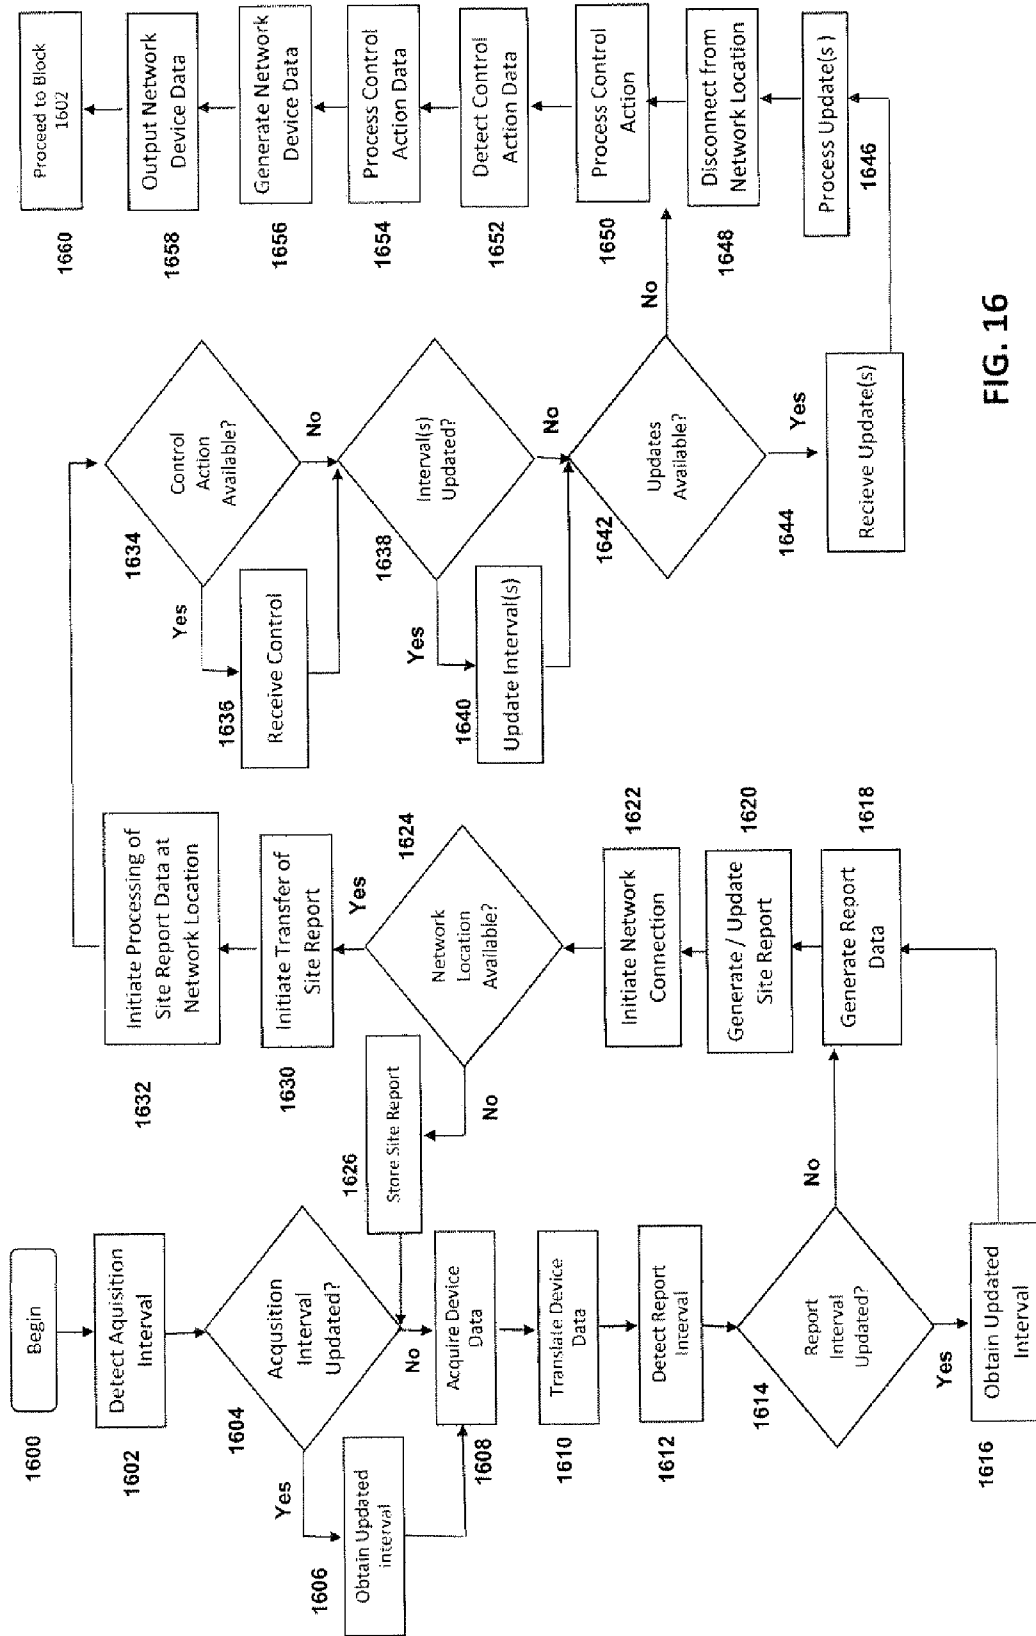 1600
Begin
1602
Detect Aquisition
Interval
1604
Acqusition
Interval
Updated?
Yes
No
1606
Obtain Updated
interval
1608
Acquire Device
Data
1610
Translate Device
Data
1612
Detect Report
Interval
1614
Report
Interval
Updated?
No
Yes
1616
Obtain Updated
Interval
1618
Generate Report
Data
1620
Generate / Update
Site Report
1622
Initiate Network
Connection
1624
Network
Location
Available?
Yes
No
1626
Store Site Report
1630
Initiate Transfer of
Site Report
1632
Initiate Processing of
Site Report Data at
Network Location
1634
Control
Action
Available?
Yes
No
1636
Receive Control
1638
Interval(s)
Updated?
Yes
No
1640
Update Interval(s)
1642
Updates
Available?
No
Yes
1644
Recieve Update(s)
1646
Process Update(s)
1648
Disconnect from
Network Location
1650
Process Control
Action
1652
Detect Control
Action Data
1654
Process Control
Action Data
1656
Generate Network
Device Data
1658
Output Network
Device Data
1660
Proceed to Block
1602
FIG. 16